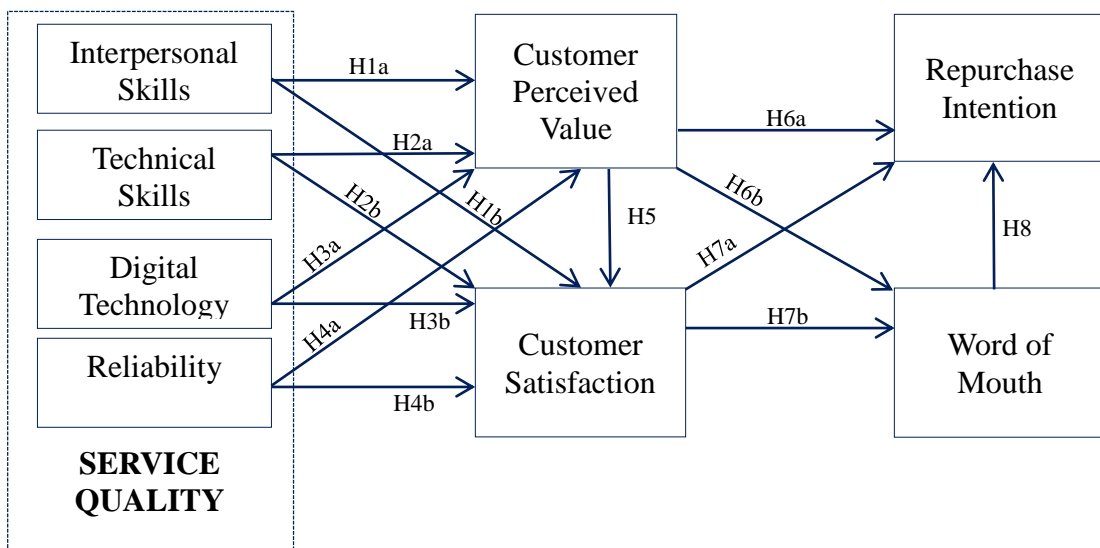 Interpersonal
Skills
Technical
Skills
Digital
Technology
Reliability
SERVICE
QUALITY
H1a
H2a
H2b
H1b
H3a
H3b
H4a
H4b
Customer
Perceived
Value
H5
Customer
Satisfaction
H6a
H6b
H7a
H7b
Repurchase
Intention
H8
Word of
Mouth